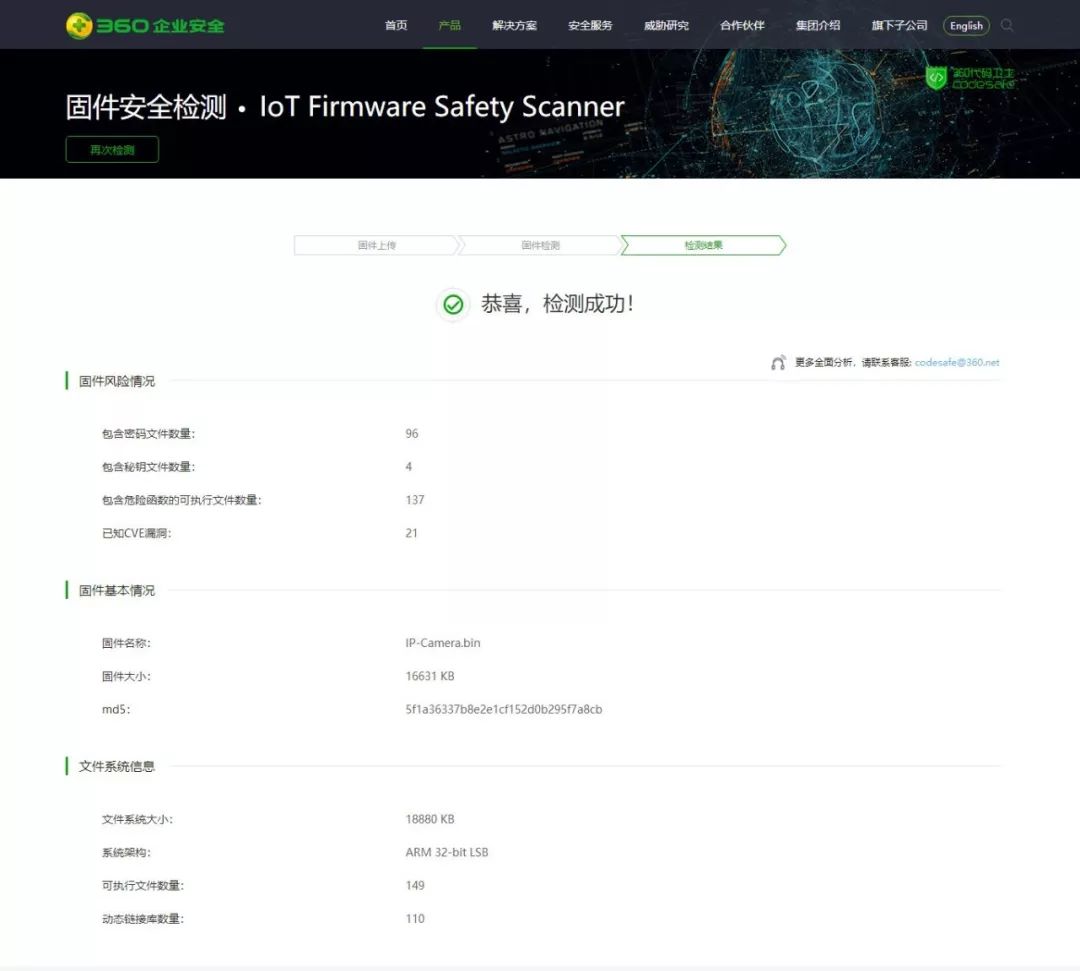 360企业安全
首页 产品 解决方案 安全服务 威胁研究 合作伙伴 集团介绍 旗下子公司 English
360代码卫士
codesafe
固件安全检测 · IoT Firmware Safety Scanner
ASTRO NAVIGATION
再次检测
固件上传 固件检测 检测结果
恭喜，检测成功！
更多全面分析，请联系客服: codesafe@360.net
固件风险情况
包含密码文件数量: 96
包含秘钥文件数量: 4
包含危险函数的可执行文件数量: 137
已知CVE漏洞: 21
固件基本情况
固件名称: IP-Camera.bin
固件大小: 16631 KB
md5: 5f1a36337b8e2e1cf152d0b295f7a8cb
文件系统信息
文件系统大小: 18880 KB
系统架构: ARM 32-bit LSB
可执行文件数量: 149
动态链接库数量: 110